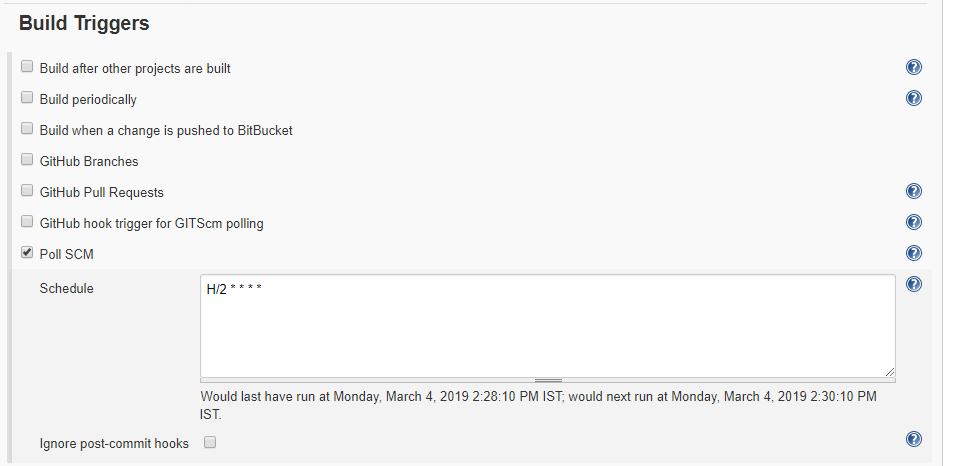 Build Triggers
Build after other projects are built
Build periodically
Build when a change is pushed to BitBucket
GitHub Branches
GitHub Pull Requests
GitHub hook trigger for GITScm polling
Poll SCM
Schedule
H/2 * * * *
Would last have run at Monday, March 4, 2019 2:28:10 PM IST; would next run at Monday, March 4, 2019 2:30:10 PM
IST.
Ignore post-commit hooks